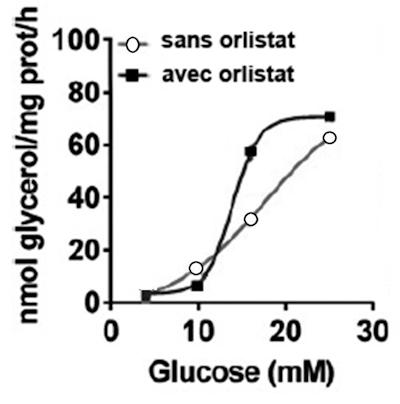 sans orlistat
avec orlistat
nmol glycerol/mg prot/h
100
80
60
40
20
0
0 10 20 30
Glucose (mM)